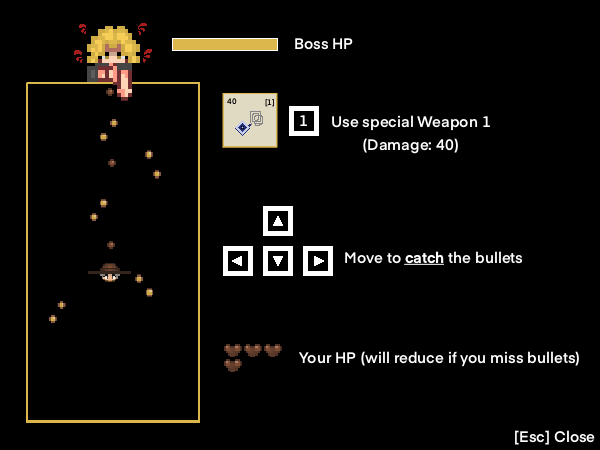 Boss HP
40 [1]
1 Use special Weapon 1
(Damage: 40)
Move to catch the bullets
Your HP (will reduce if you miss bullets)
[Esc] Close